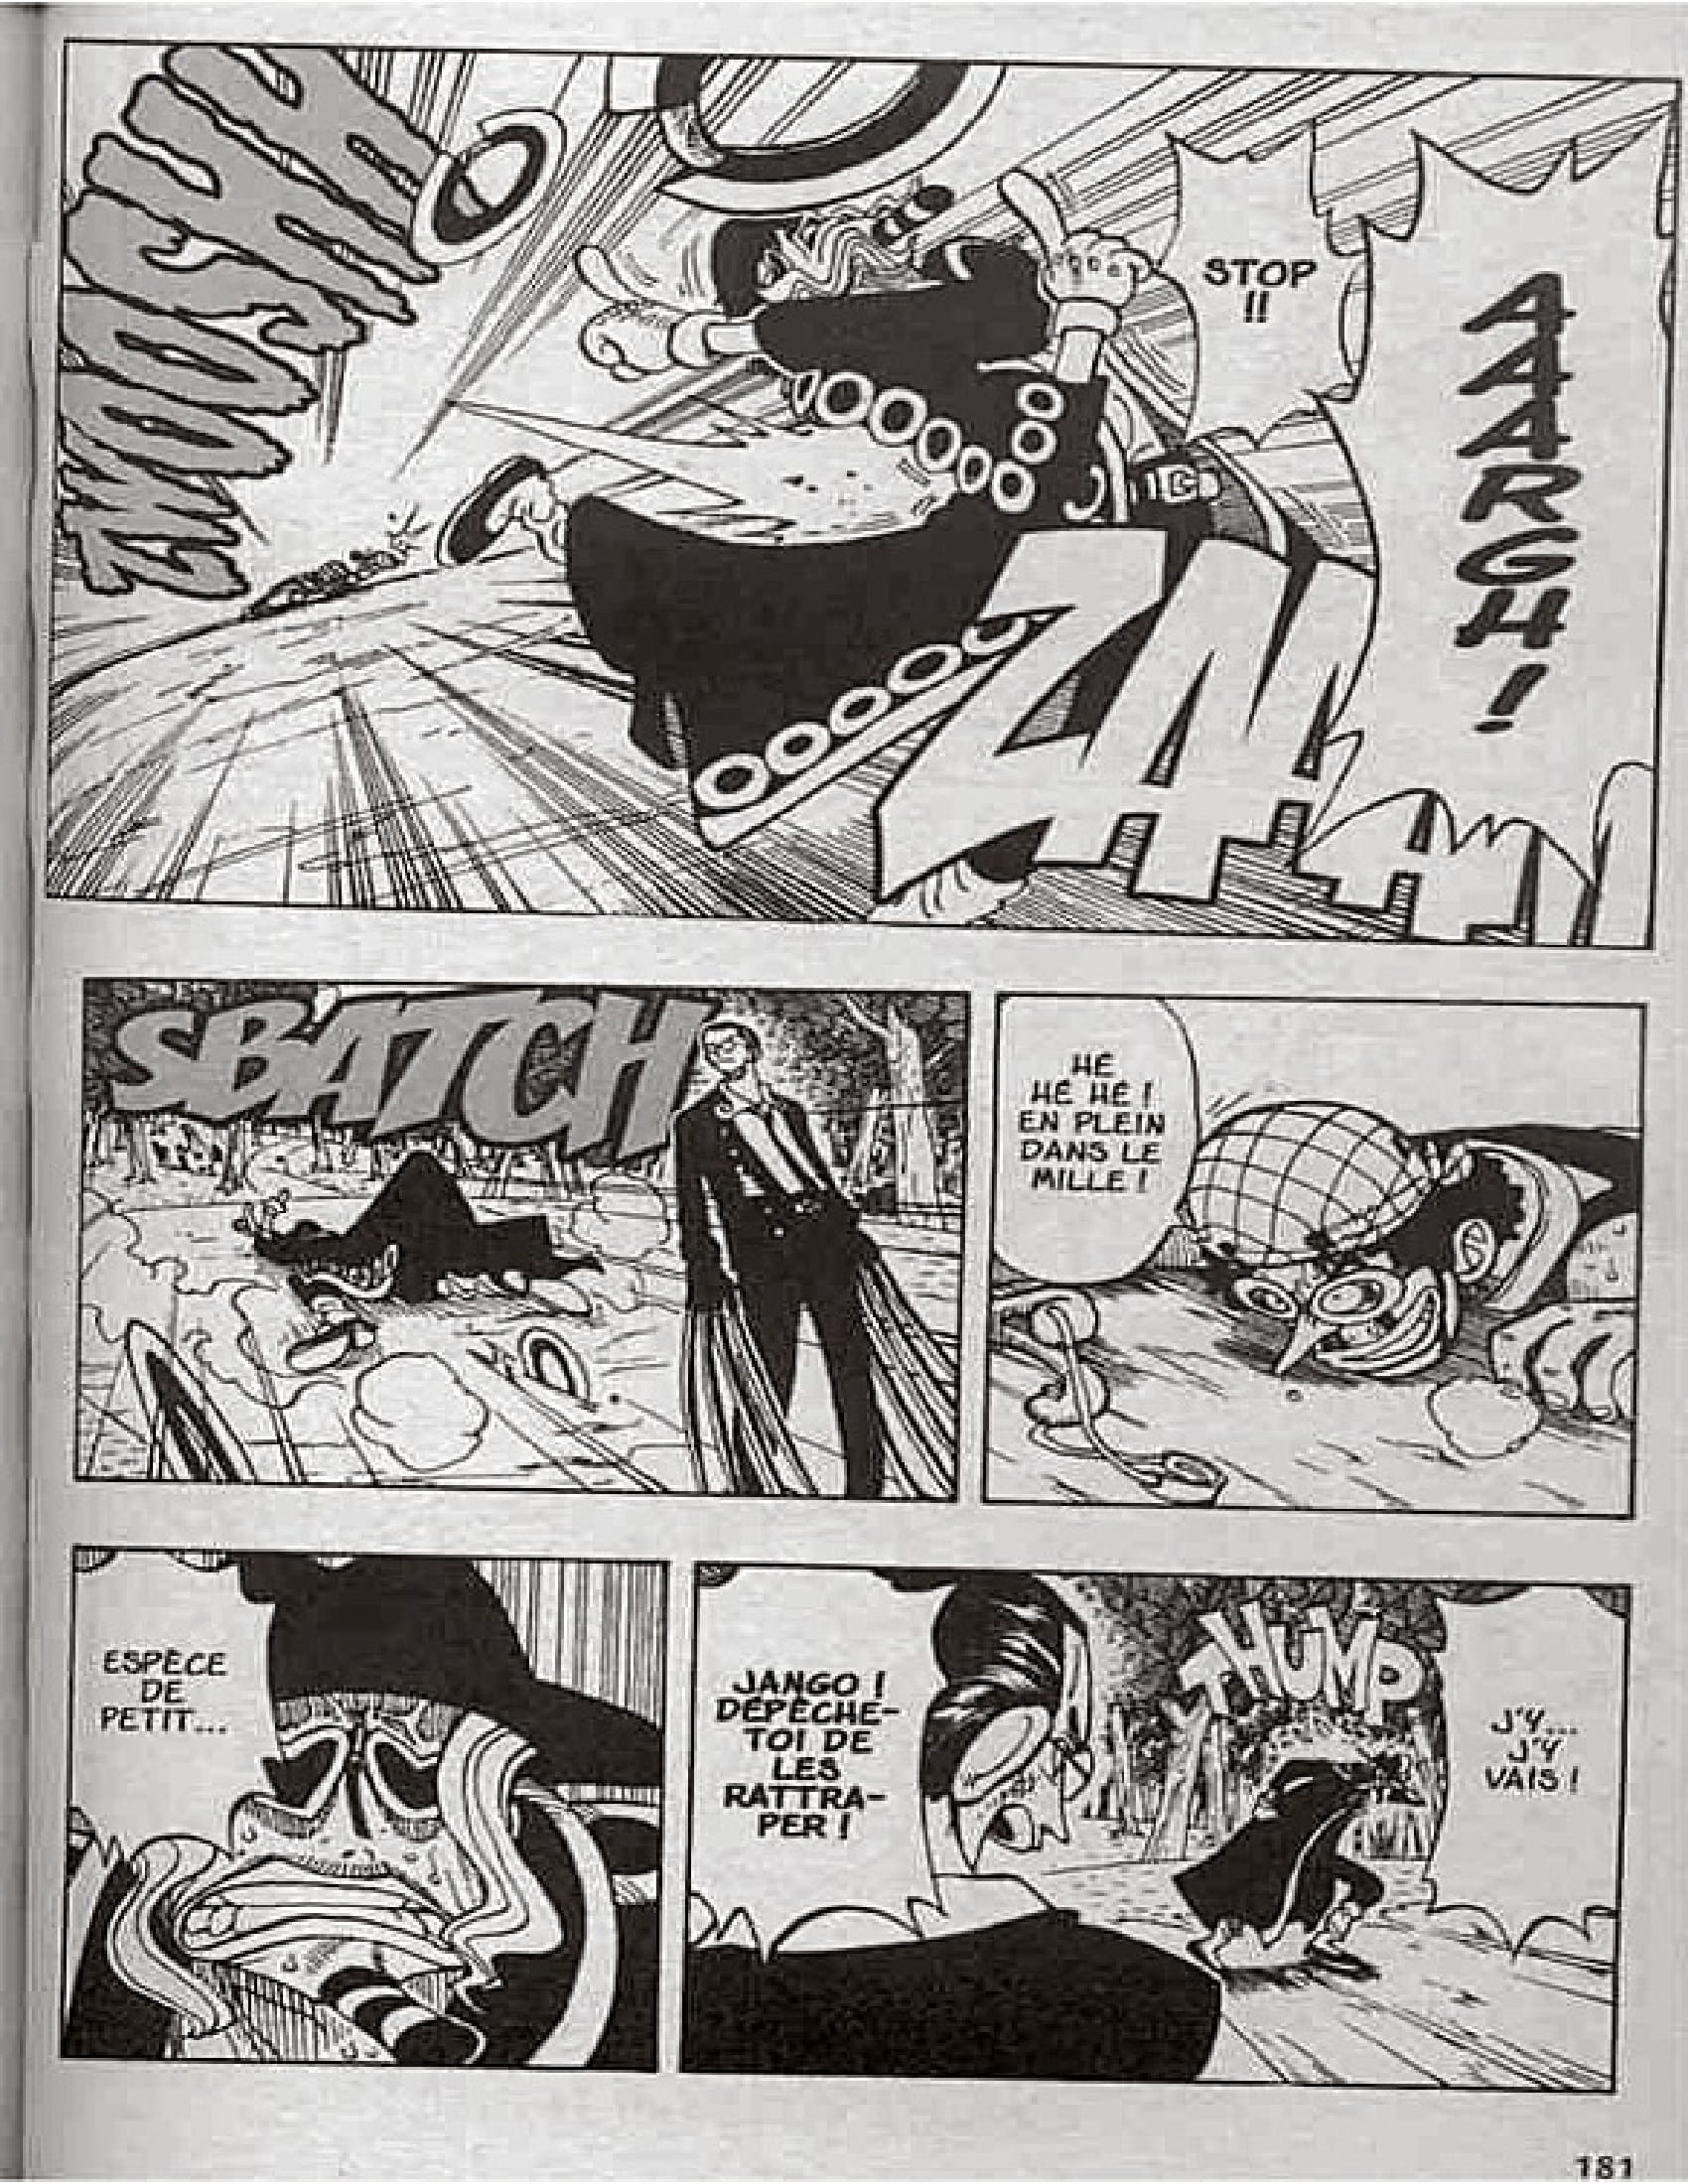 ZWOOSHH
STOP
!!
AAARGH !
SBATCH
HÉ
HÉ HÉ !
EN PLEIN
DANS LE
MILLE !
ESPÈCE
DE
PETIT...
JANGO !
DÉPÊCHE-
TOI DE
LES
RATTRA-
PER !
THUMP
J'Y...
J'Y
VAIS !
181